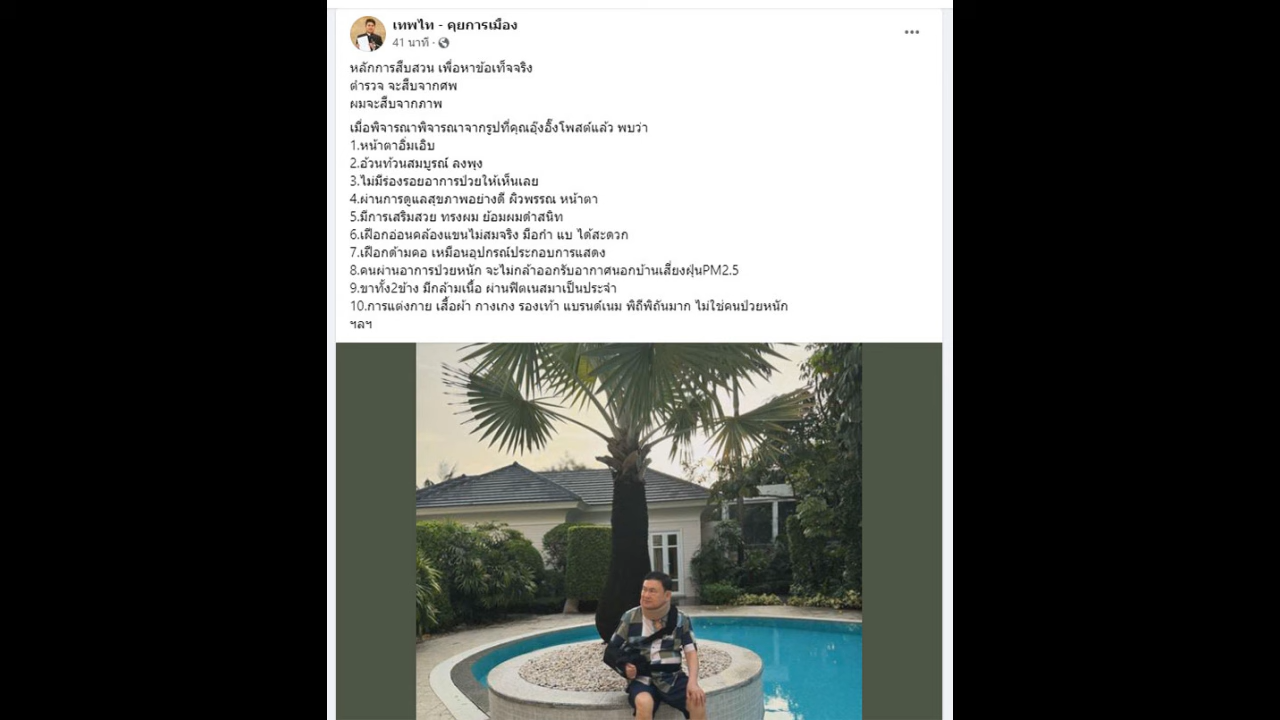 เทพไท - คุยการเมือง
41 นาที ·
หลักการสืบสวน เพื่อหาข้อเท็จจริง
ตำรวจ จะสืบจากศพ
ผมจะสืบจากภาพ
เมื่อพิจารณาพิจารณาจากรูปที่คุณอุ๊งอิ๊งโพสต์แล้ว พบว่า
1.หน้าตาอิ่มเอิบ
2.อ้วนท้วนสมบูรณ์ ลงพุง
3.ไม่มีร่องรอยอาการป่วยให้เห็นเลย
4.ผ่านการดูแลสุขภาพอย่างดี ผิวพรรณ หน้าตา
5.มีการเสริมสวย ทรงผม ย้อมผมดำสนิท
6.เฝือกอ่อนคล้องแขนไม่สมจริง มือกำ แบ ได้สะดวก
7.เฝือกดามคอ เหมือนอุปกรณ์ประกอบการแสดง
8.คนผ่านอาการป่วยหนัก จะไม่กล้าออกรับอากาศนอกบ้านเสี่ยงฝุ่นPM2.5
9.ขาทั้ง2ข้าง มีกล้ามเนื้อ ผ่านฟิตเนสมาเป็นประจำ
10.การแต่งกาย เสื้อผ้า กางเกง รองเท้า แบรนด์เนม พิถีพิถันมาก ไม่ใช่คนป่วยหนัก
ฯลฯ